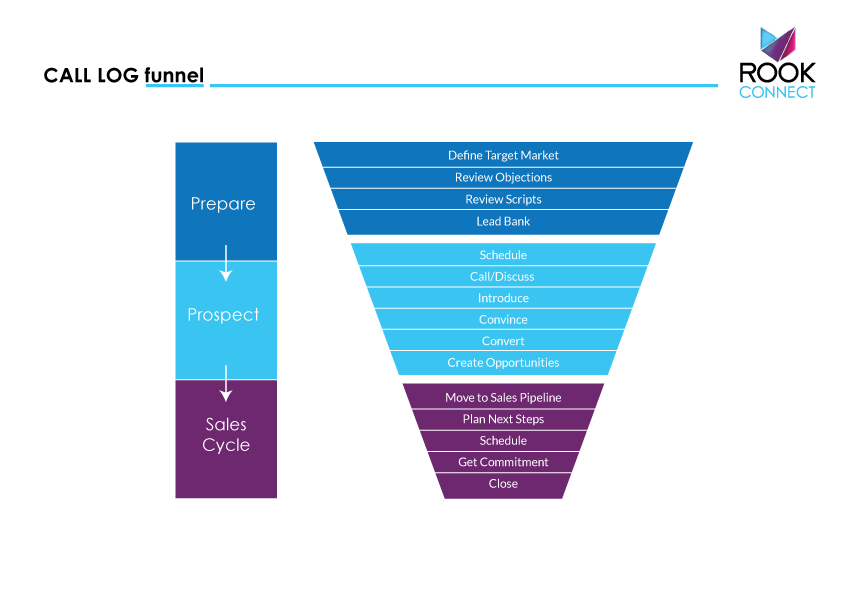 CALL LOG funnel
ROOK
CONNECT
Prepare
Prospect
Sales
Cycle
Define Target Market
Review Objections
Review Scripts
Lead Bank
Schedule
Call/Discuss
Introduce
Convince
Convert
Create Opportunities
Move to Sales Pipeline
Plan Next Steps
Schedule
Get Commitment
Close